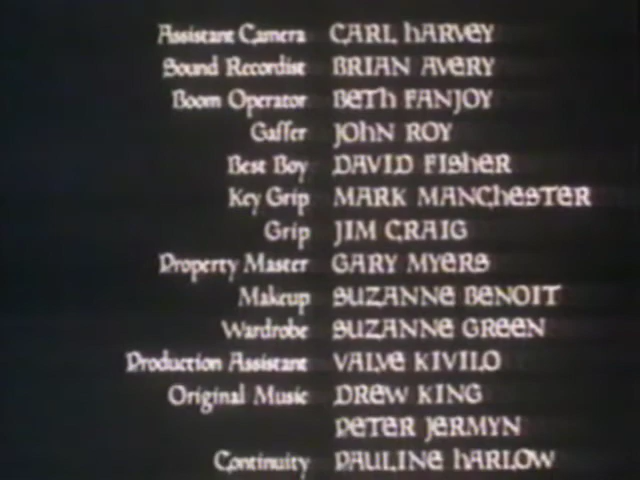 Assistant Camera CARL HARVEY
Sound Recordist BRIAN AVERY
Boom Operator BETH FANJOY
Gaffer JOHN ROY
Best Boy DAVID FISHER
Key Grip MARK MANCHESTER
Grip JIM CRAIG
Property Master GARY MYERS
Makeup SUZANNE BENOIT
Wardrobe SUZANNE GREEN
Production Assistant VALVE KIVILO
Original Music DREW KING
PETER JERMYN
Continuity PAULINE HARLOW